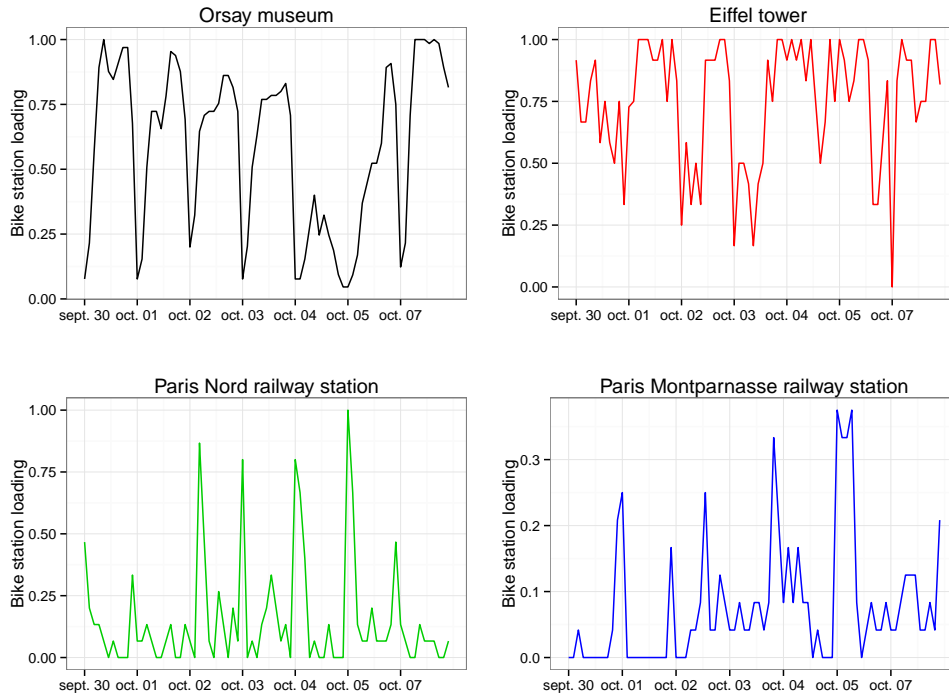 Orsay museum
Bike station loading
1.00
0.75
0.50
0.25
0.00
sept. 30 oct. 01 oct. 02 oct. 03 oct. 04 oct. 05 oct. 07
Eiffel tower
Bike station loading
1.00
0.75
0.50
0.25
0.00
sept. 30 oct. 01 oct. 02 oct. 03 oct. 04 oct. 05 oct. 07
Paris Nord railway station
Bike station loading
1.00
0.75
0.50
0.25
0.00
sept. 30 oct. 01 oct. 02 oct. 03 oct. 04 oct. 05 oct. 07
Paris Montparnasse railway station
Bike station loading
0.3
0.2
0.1
0.0
sept. 30 oct. 01 oct. 02 oct. 03 oct. 04 oct. 05 oct. 07